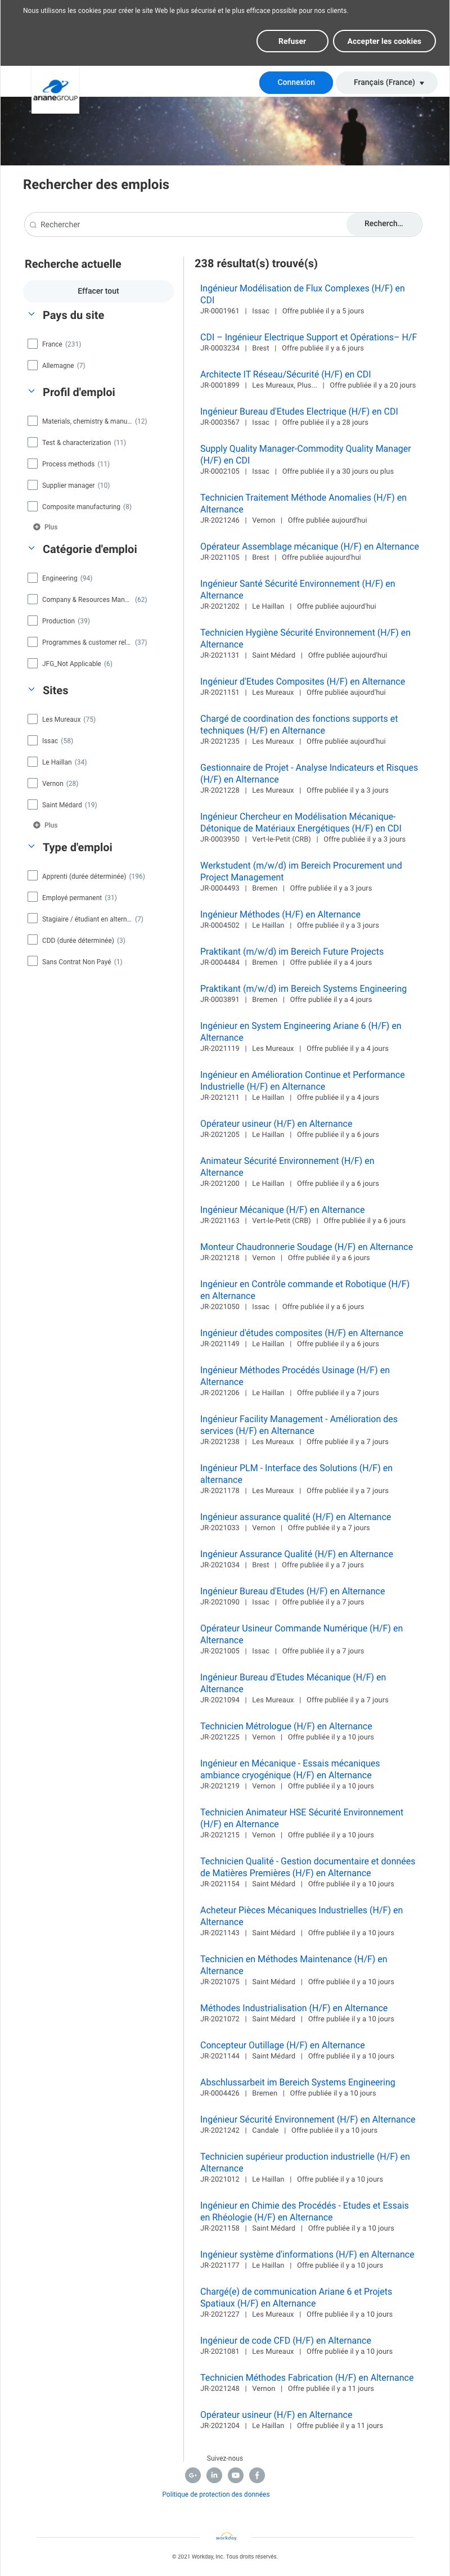 Nous utilisons les cookies pour créer le site Web le plus sécurisé et le plus efficace possible pour nos clients.
Refuser
Accepter les cookies
arianeGROUP
Connexion
Français (France)
Rechercher des emplois
Rechercher
Recherch...
Recherche actuelle
Effacer tout
Pays du site
France (231)
Allemagne (7)
Profil d'emploi
Materials, chemistry & manu... (12)
Test & characterization (11)
Process methods (11)
Supplier manager (10)
Composite manufacturing (8)
Plus
Catégorie d'emploi
Engineering (94)
Company & Resources Man... (62)
Production (39)
Programmes & customer rel... (37)
JFG_Not Applicable (6)
Sites
Les Mureaux (75)
Issac (58)
Le Haillan (34)
Vernon (28)
Saint Médard (19)
Plus
Type d'emploi
Apprenti (durée déterminée) (196)
Employé permanent (31)
Stagiaire / étudiant en altern... (7)
CDD (durée déterminée) (3)
Sans Contrat Non Payé (1)
238 résultat(s) trouvé(s)
Ingénieur Modélisation de Flux Complexes (H/F) en
CDI
JR-0001961 | Issac | Offre publiée il y a 5 jours
CDI – Ingénieur Electrique Support et Opérations– H/F
JR-0003234 | Brest | Offre publiée il y a 6 jours
Architecte IT Réseau/Sécurité (H/F) en CDI
JR-0001899 | Les Mureaux, Plus... | Offre publiée il y a 20 jours
Ingénieur Bureau d'Etudes Electrique (H/F) en CDI
JR-0003567 | Issac | Offre publiée il y a 28 jours
Supply Quality Manager-Commodity Quality Manager
(H/F) en CDI
JR-0002105 | Issac | Offre publiée il y a 30 jours ou plus
Technicien Traitement Méthode Anomalies (H/F) en
Alternance
JR-2021246 | Vernon | Offre publiée aujourd'hui
Opérateur Assemblage mécanique (H/F) en Alternance
JR-2021105 | Brest | Offre publiée aujourd'hui
Ingénieur Santé Sécurité Environnement (H/F) en
Alternance
JR-2021202 | Le Haillan | Offre publiée aujourd'hui
Technicien Hygiène Sécurité Environnement (H/F) en
Alternance
JR-2021131 | Saint Médard | Offre publiée aujourd'hui
Ingénieur d'Etudes Composites (H/F) en Alternance
JR-2021151 | Les Mureaux | Offre publiée aujourd'hui
Chargé de coordination des fonctions supports et
techniques (H/F) en Alternance
JR-2021235 | Les Mureaux | Offre publiée aujourd'hui
Gestionnaire de Projet - Analyse Indicateurs et Risques
(H/F) en Alternance
JR-2021228 | Les Mureaux | Offre publiée il y a 3 jours
Ingénieur Chercheur en Modélisation Mécanique-
Détonique de Matériaux Energétiques (H/F) en CDI
JR-0003950 | Vert-le-Petit (CRB) | Offre publiée il y a 3 jours
Werkstudent (m/w/d) im Bereich Procurement und
Project Management
JR-0004493 | Bremen | Offre publiée il y a 3 jours
Ingénieur Méthodes (H/F) en Alternance
JR-0004502 | Le Haillan | Offre publiée il y a 3 jours
Praktikant (m/w/d) im Bereich Future Projects
JR-0004484 | Bremen | Offre publiée il y a 4 jours
Praktikant (m/w/d) im Bereich Systems Engineering
JR-0003891 | Bremen | Offre publiée il y a 4 jours
Ingénieur en System Engineering Ariane 6 (H/F) en
Alternance
JR-2021119 | Les Mureaux | Offre publiée il y a 4 jours
Ingénieur en Amélioration Continue et Performance
Industrielle (H/F) en Alternance
JR-2021211 | Le Haillan | Offre publiée il y a 4 jours
Opérateur usineur (H/F) en Alternance
JR-2021205 | Le Haillan | Offre publiée il y a 6 jours
Animateur Sécurité Environnement (H/F) en
Alternance
JR-2021200 | Le Haillan | Offre publiée il y a 6 jours
Ingénieur Mécanique (H/F) en Alternance
JR-2021163 | Vert-le-Petit (CRB) | Offre publiée il y a 6 jours
Monteur Chaudronnerie Soudage (H/F) en Alternance
JR-2021218 | Vernon | Offre publiée il y a 6 jours
Ingénieur en Contrôle commande et Robotique (H/F)
en Alternance
JR-2021050 | Issac | Offre publiée il y a 6 jours
Ingénieur d'études composites (H/F) en Alternance
JR-2021149 | Le Haillan | Offre publiée il y a 6 jours
Ingénieur Méthodes Procédés Usinage (H/F) en
Alternance
JR-2021206 | Le Haillan | Offre publiée il y a 7 jours
Ingénieur Facility Management - Amélioration des
services (H/F) en Alternance
JR-2021238 | Les Mureaux | Offre publiée il y a 7 jours
Ingénieur PLM - Interface des Solutions (H/F) en
alternance
JR-2021178 | Les Mureaux | Offre publiée il y a 7 jours
Ingénieur assurance qualité (H/F) en Alternance
JR-2021033 | Vernon | Offre publiée il y a 7 jours
Ingénieur Assurance Qualité (H/F) en Alternance
JR-2021034 | Brest | Offre publiée il y a 7 jours
Ingénieur Bureau d'Etudes (H/F) en Alternance
JR-2021090 | Issac | Offre publiée il y a 7 jours
Opérateur Usineur Commande Numérique (H/F) en
Alternance
JR-2021005 | Issac | Offre publiée il y a 7 jours
Ingénieur Bureau d'Etudes Mécanique (H/F) en
Alternance
JR-2021094 | Les Mureaux | Offre publiée il y a 7 jours
Technicien Métrologue (H/F) en Alternance
JR-2021225 | Vernon | Offre publiée il y a 10 jours
Ingénieur en Mécanique - Essais mécaniques
ambiance cryogénique (H/F) en Alternance
JR-2021219 | Vernon | Offre publiée il y a 10 jours
Technicien Animateur HSE Sécurité Environnement
(H/F) en Alternance
JR-2021215 | Vernon | Offre publiée il y a 10 jours
Technicien Qualité - Gestion documentaire et données
de Matières Premières (H/F) en Alternance
JR-2021154 | Saint Médard | Offre publiée il y a 10 jours
Acheteur Pièces Mécaniques Industrielles (H/F) en
Alternance
JR-2021143 | Saint Médard | Offre publiée il y a 10 jours
Technicien en Méthodes Maintenance (H/F) en
Alternance
JR-2021075 | Saint Médard | Offre publiée il y a 10 jours
Méthodes Industrialisation (H/F) en Alternance
JR-2021072 | Saint Médard | Offre publiée il y a 10 jours
Concepteur Outillage (H/F) en Alternance
JR-2021144 | Saint Médard | Offre publiée il y a 10 jours
Abschlussarbeit im Bereich Systems Engineering
JR-0004426 | Bremen | Offre publiée il y a 10 jours
Ingénieur Sécurité Environnement (H/F) en Alternance
JR-2021242 | Candale | Offre publiée il y a 10 jours
Technicien supérieur production industrielle (H/F) en
Alternance
JR-2021012 | Le Haillan | Offre publiée il y a 10 jours
Ingénieur en Chimie des Procédés - Etudes et Essais
en Rhéologie (H/F) en Alternance
JR-2021158 | Saint Médard | Offre publiée il y a 10 jours
Ingénieur système d'informations (H/F) en Alternance
JR-2021177 | Le Haillan | Offre publiée il y a 10 jours
Chargé(e) de communication Ariane 6 et Projets
Spatiaux (H/F) en Alternance
JR-2021227 | Les Mureaux | Offre publiée il y a 10 jours
Ingénieur de code CFD (H/F) en Alternance
JR-2021081 | Les Mureaux | Offre publiée il y a 10 jours
Technicien Méthodes Fabrication (H/F) en Alternance
JR-2021248 | Vernon | Offre publiée il y a 11 jours
Opérateur usineur (H/F) en Alternance
JR-2021204 | Le Haillan | Offre publiée il y a 11 jours
Suivez-nous
Politique de protection des données
workday
© 2021 Workday, Inc. Tous droits réservés.